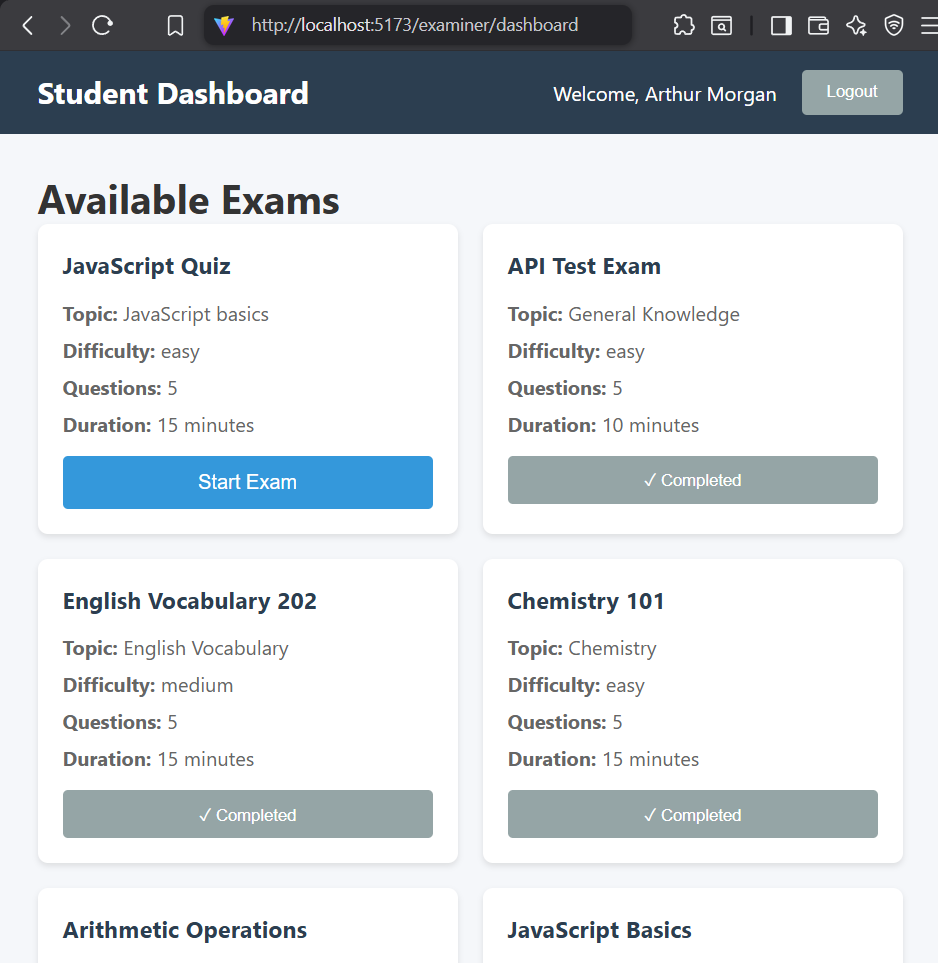 http://localhost:5173/examiner/dashboard
Student Dashboard
Welcome, Arthur Morgan
Logout
Available Exams
JavaScript Quiz
Topic: JavaScript basics
Difficulty: easy
Questions: 5
Duration: 15 minutes
Start Exam
API Test Exam
Topic: General Knowledge
Difficulty: easy
Questions: 5
Duration: 10 minutes
✓ Completed
English Vocabulary 202
Topic: English Vocabulary
Difficulty: medium
Questions: 5
Duration: 15 minutes
✓ Completed
Chemistry 101
Topic: Chemistry
Difficulty: easy
Questions: 5
Duration: 15 minutes
✓ Completed
Arithmetic Operations
JavaScript Basics